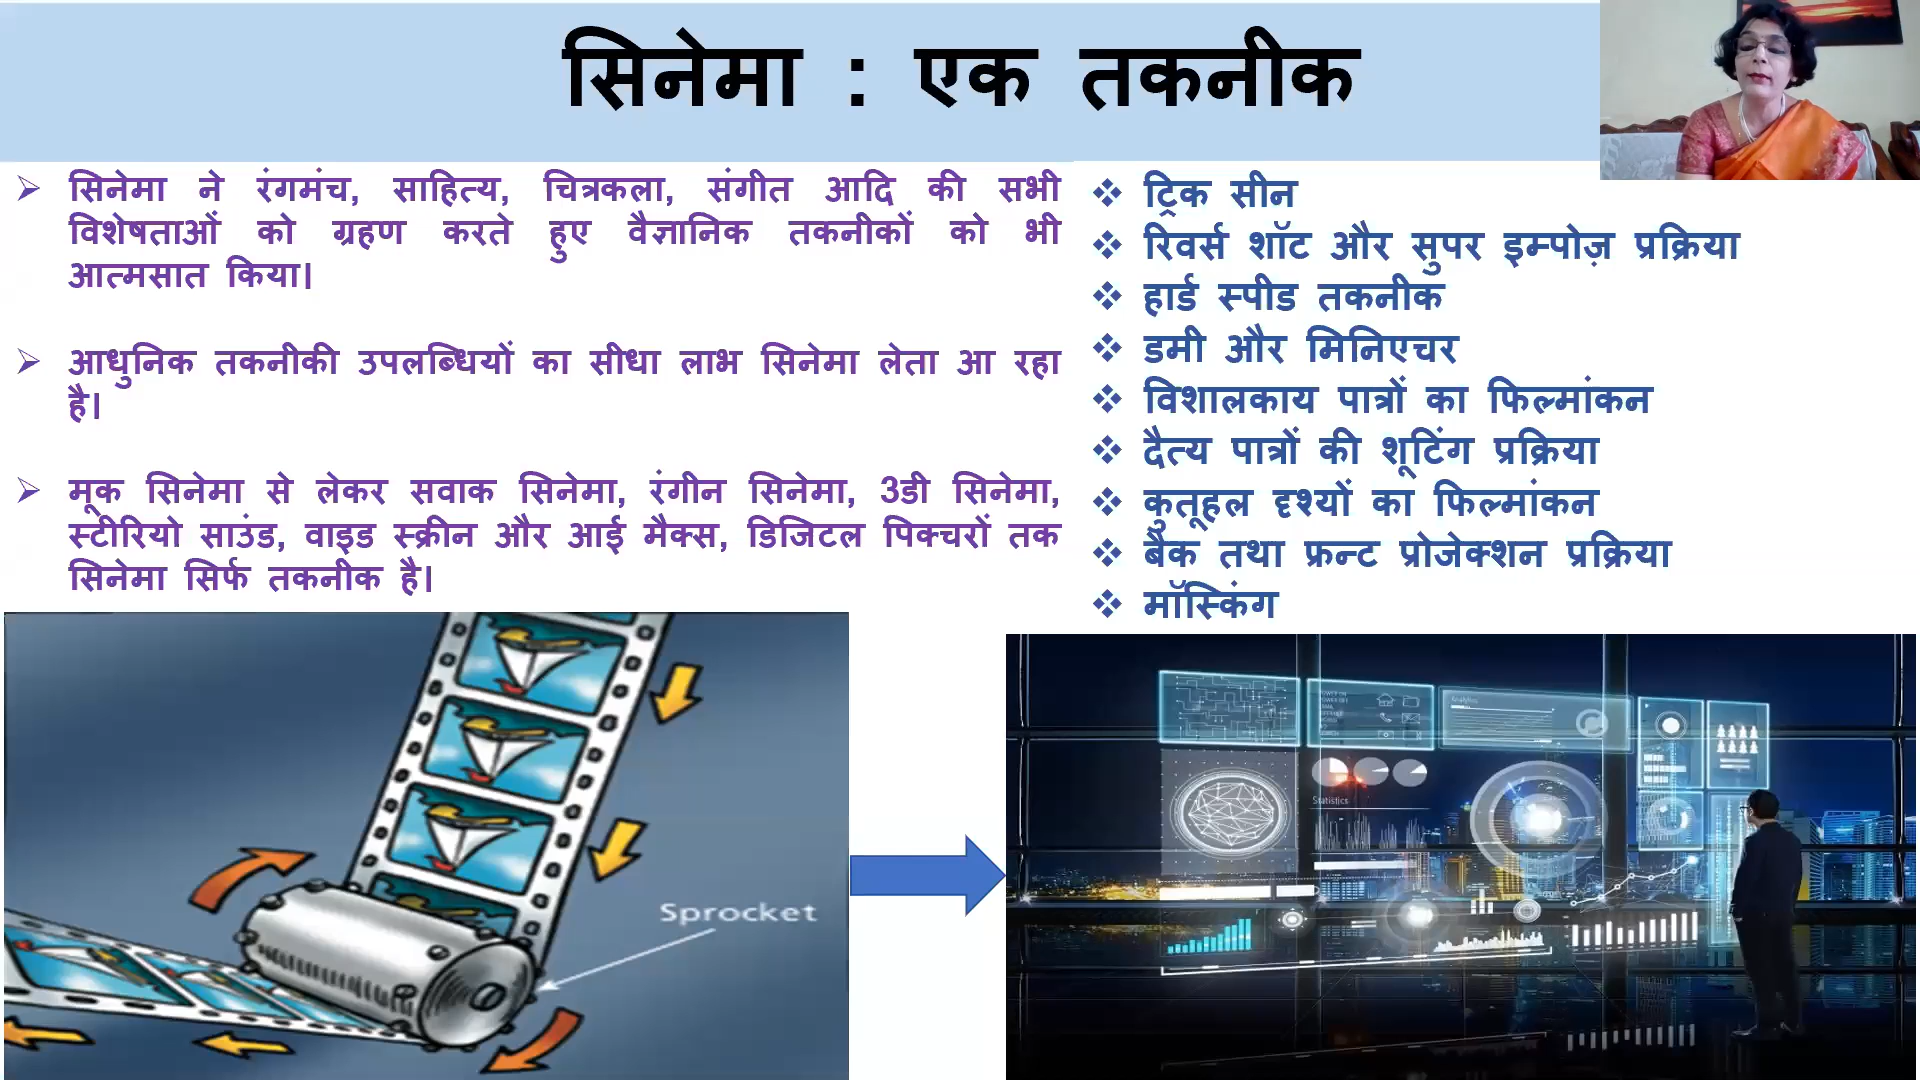 सिनेमा : एक तकनीक
सिनेमा ने रंगमंच, साहित्य, चित्रकला, संगीत आदि की सभी
विशेषताओं को ग्रहण करते हुए वैज्ञानिक तकनीकों को भी
आत्मसात किया।
आधुनिक तकनीकी उपलब्धियों का सीधा लाभ सिनेमा लेता आ रहा
है।
मूक सिनेमा से लेकर सवाक सिनेमा, रंगीन सिनेमा, 3डी सिनेमा,
स्टीरियो साउंड, वाइड स्क्रीन और आई मैक्स, डिजिटल पिक्चरों तक
सिनेमा सिर्फ तकनीक है।
ट्रिक सीन
रिवर्स शॉट और सुपर इम्पोज़ प्रक्रिया
हार्ड स्पीड तकनीक
डमी और मिनिएचर
विशालकाय पात्रों का फिल्मांकन
दैत्य पात्रों की शूटिंग प्रक्रिया
कुतूहल दृश्यों का फिल्मांकन
बैक तथा फ्रन्ट प्रोजेक्शन प्रक्रिया
मॉस्किंग
Sprocket
Statistics